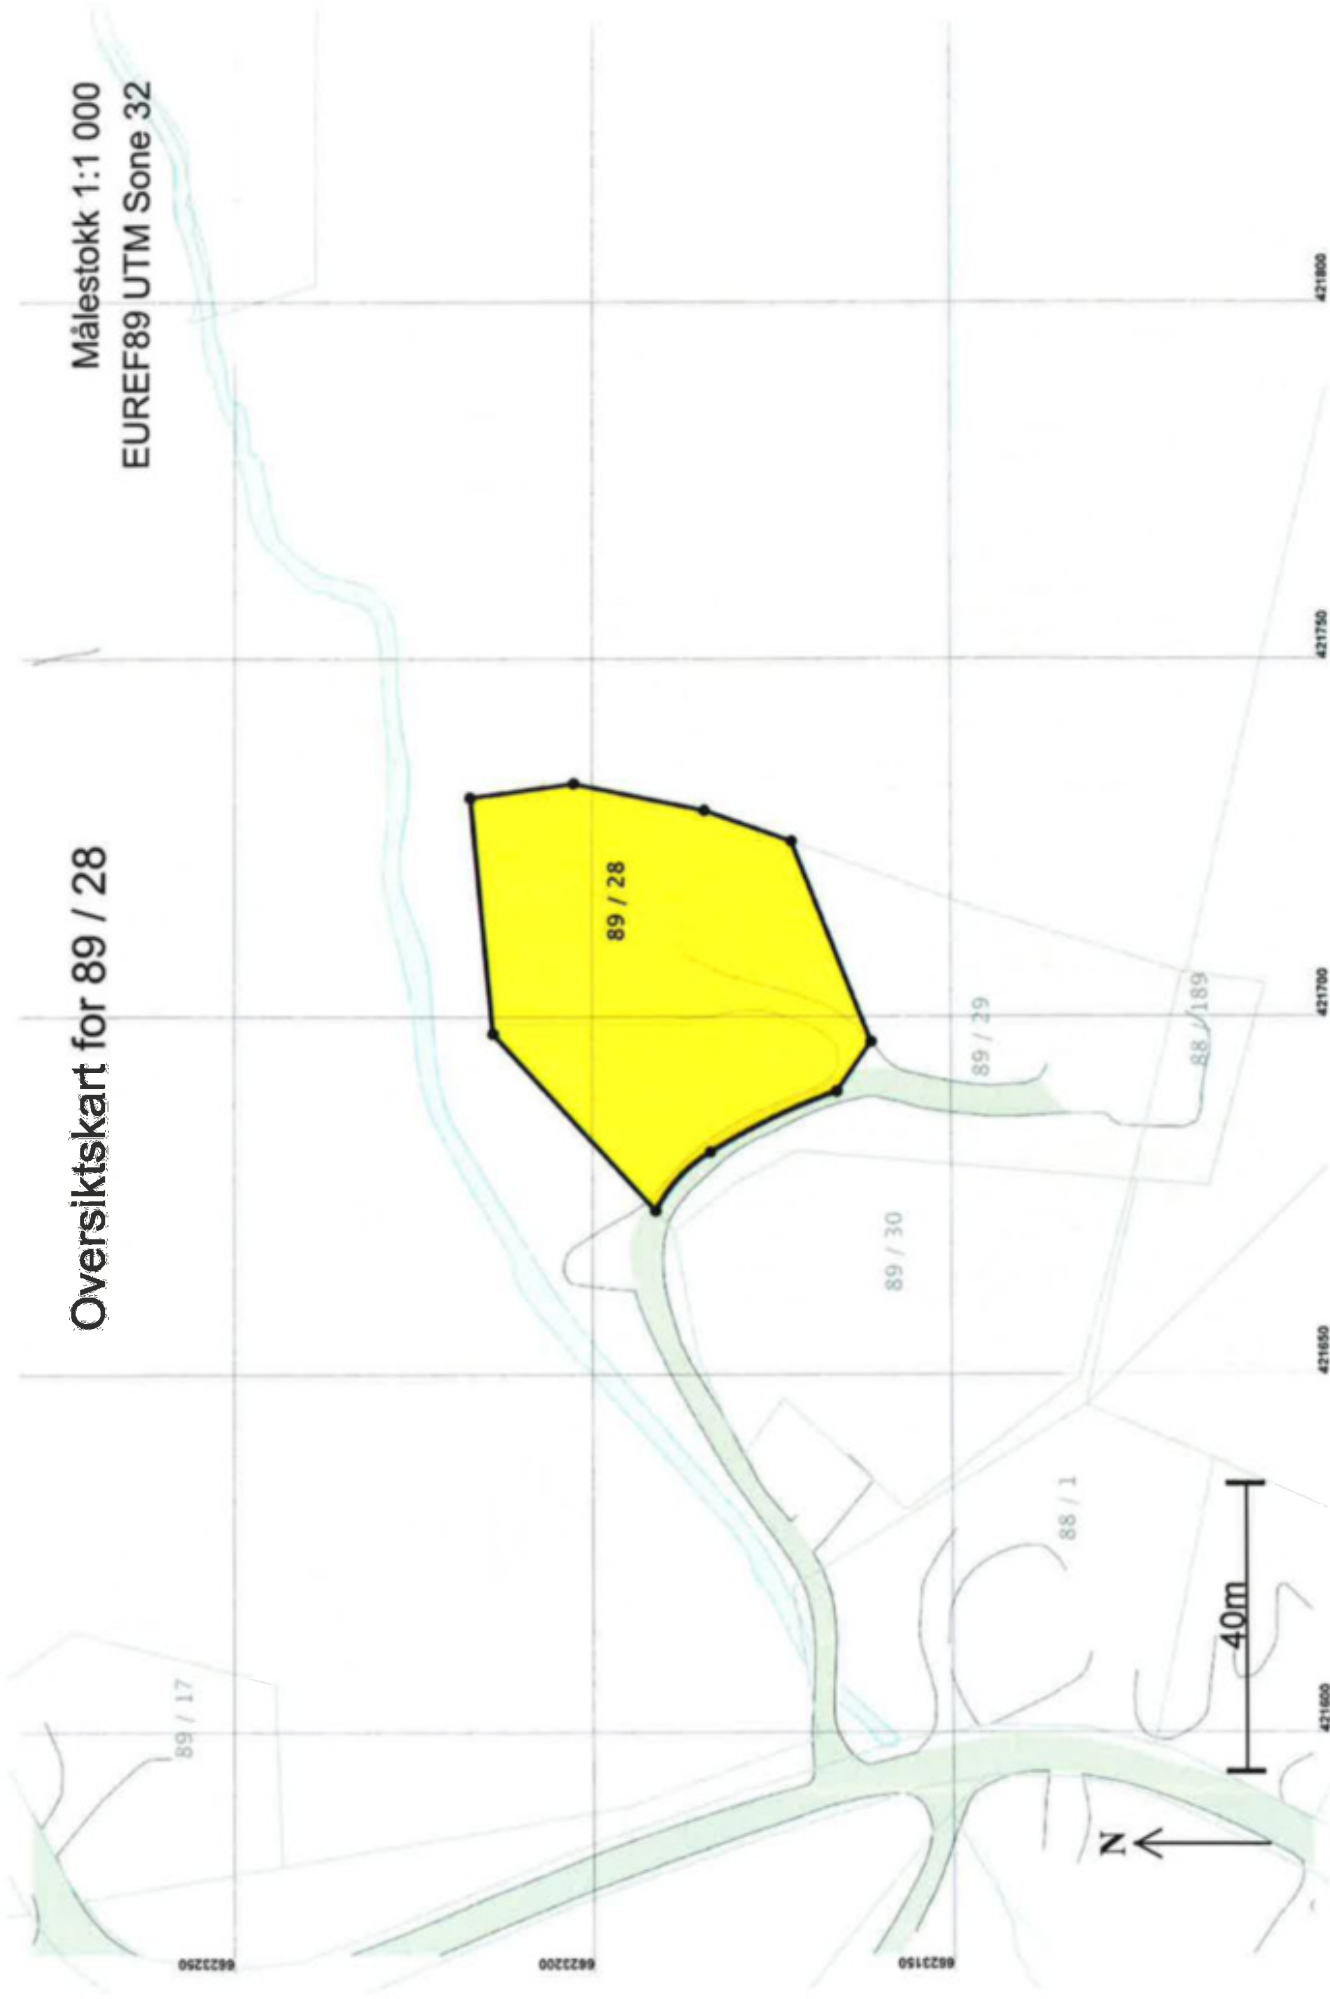 Oversiktskart for 89 / 28
Målestokk 1:1 000
EUREF89 UTM Sone 32
89 / 17
89 / 28
89 / 29
89 / 30
88 / 189
88 / 1
40m
N
6623250
6623200
6623150
421600
421650
421700
421750
421800